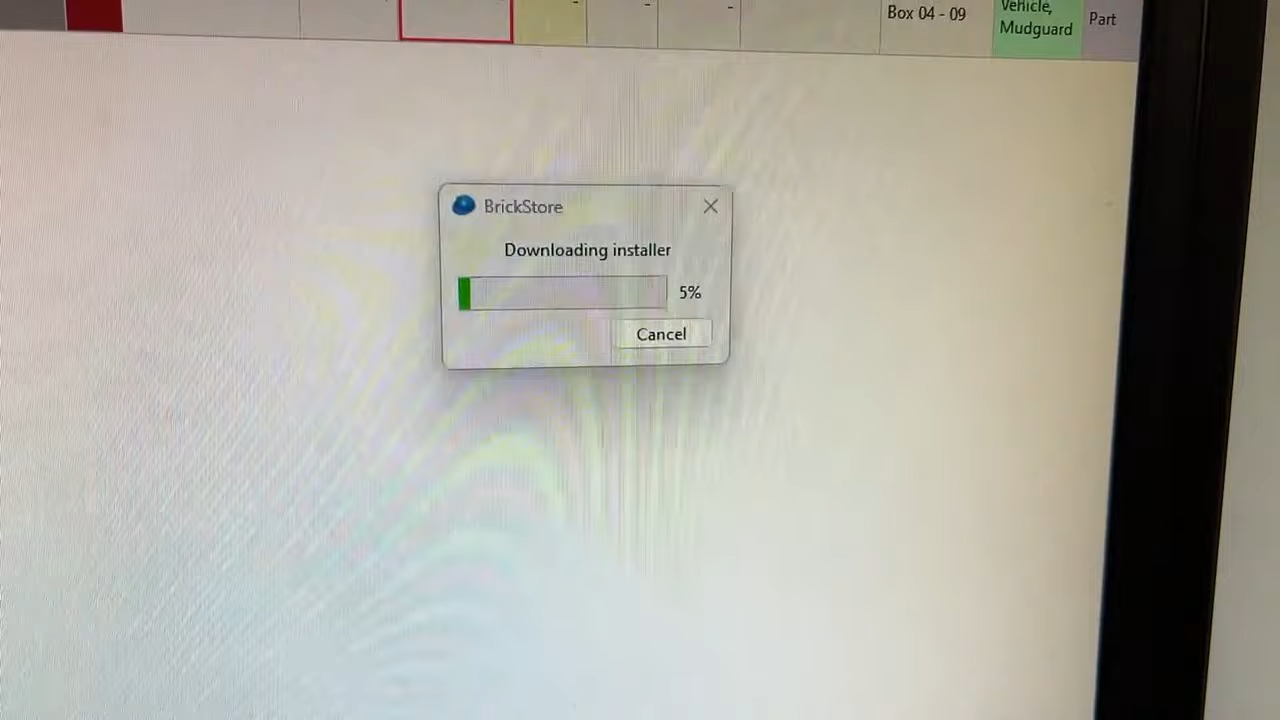 Box 04 - 09
Vehicle,
Mudguard
Part
BrickStore
Downloading installer
5%
Cancel